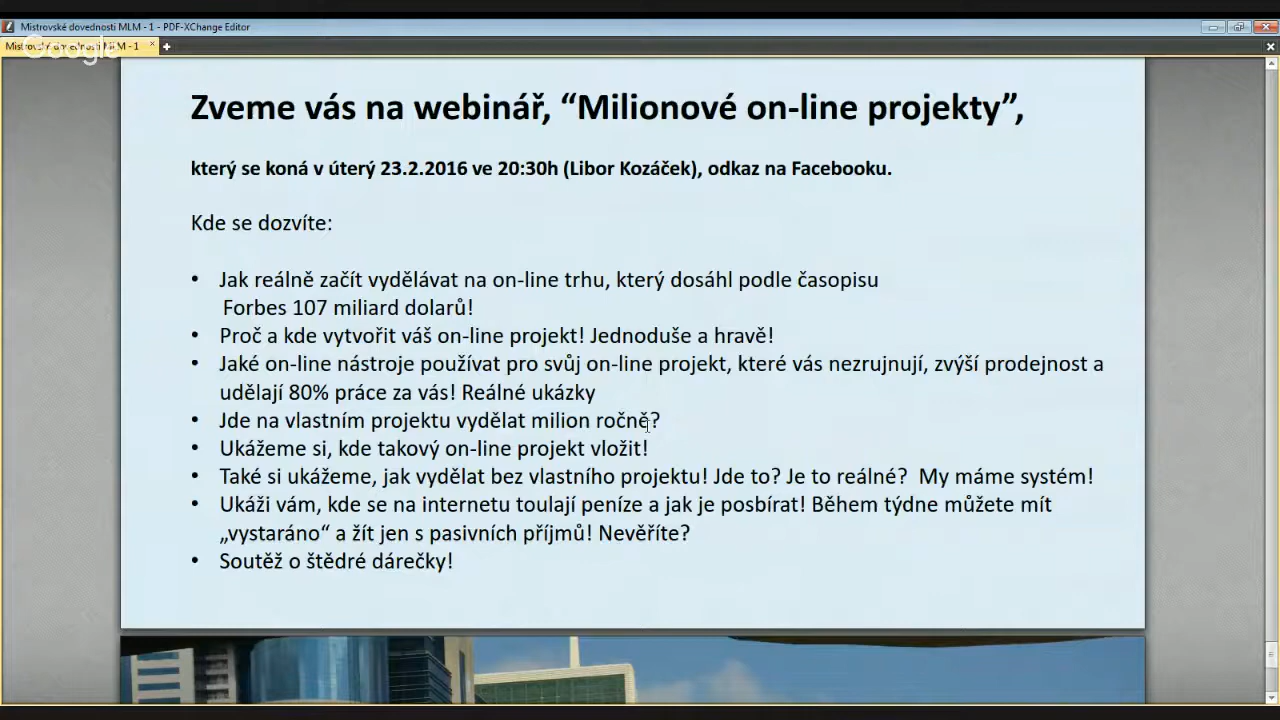 Mistrovské dovednosti MLM - 1 - PDF-XChange Editor
Mistrovské dovednosti MLM - 1
Google
Zveme vás na webinář, “Milionové on-line projekty”,
který se koná v úterý 23.2.2016 ve 20:30h (Libor Kozáček), odkaz na Facebooku.
Kde se dozvíte:
• Jak reálně začít vydělávat na on-line trhu, který dosáhl podle časopisu
Forbes 107 miliard dolarů!
• Proč a kde vytvořit váš on-line projekt! Jednoduše a hravě!
• Jaké on-line nástroje používat pro svůj on-line projekt, které vás nezrujnují, zvýší prodejnost a
udělají 80% práce za vás! Reálné ukázky
• Jde na vlastním projektu vydělat milion ročně?
• Ukážeme si, kde takový on-line projekt vložit!
• Také si ukážeme, jak vydělat bez vlastního projektu! Jde to? Je to reálné? My máme systém!
• Ukáži vám, kde se na internetu toulají peníze a jak je posbírat! Během týdne můžete mít
„vystaráno“ a žít jen s pasivních příjmů! Nevěříte?
• Soutěž o štědré dárečky!